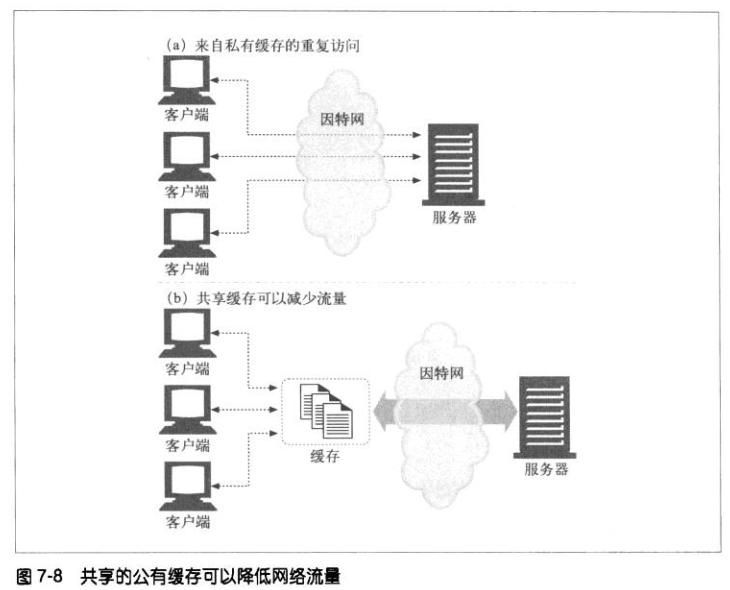 (a) 来自私有缓存的重复访问
客户端
因特网
客户端
服务器
客户端
(b) 共享缓存可以减少流量
客户端
因特网
客户端
缓存
服务器
客户端
图 7-8 共享的公有缓存可以降低网络流量